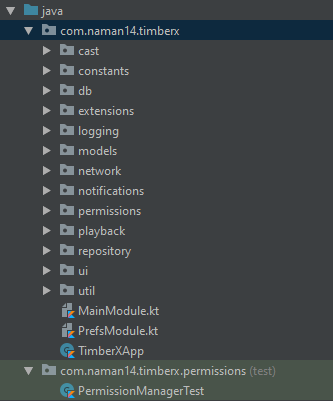 java
com.naman14.timberx
cast
constants
db
extensions
logging
models
network
notifications
permissions
playback
repository
ui
util
MainModule.kt
PrefsModule.kt
TimberXApp
com.naman14.timberx.permissions (test)
PermissionManagerTest